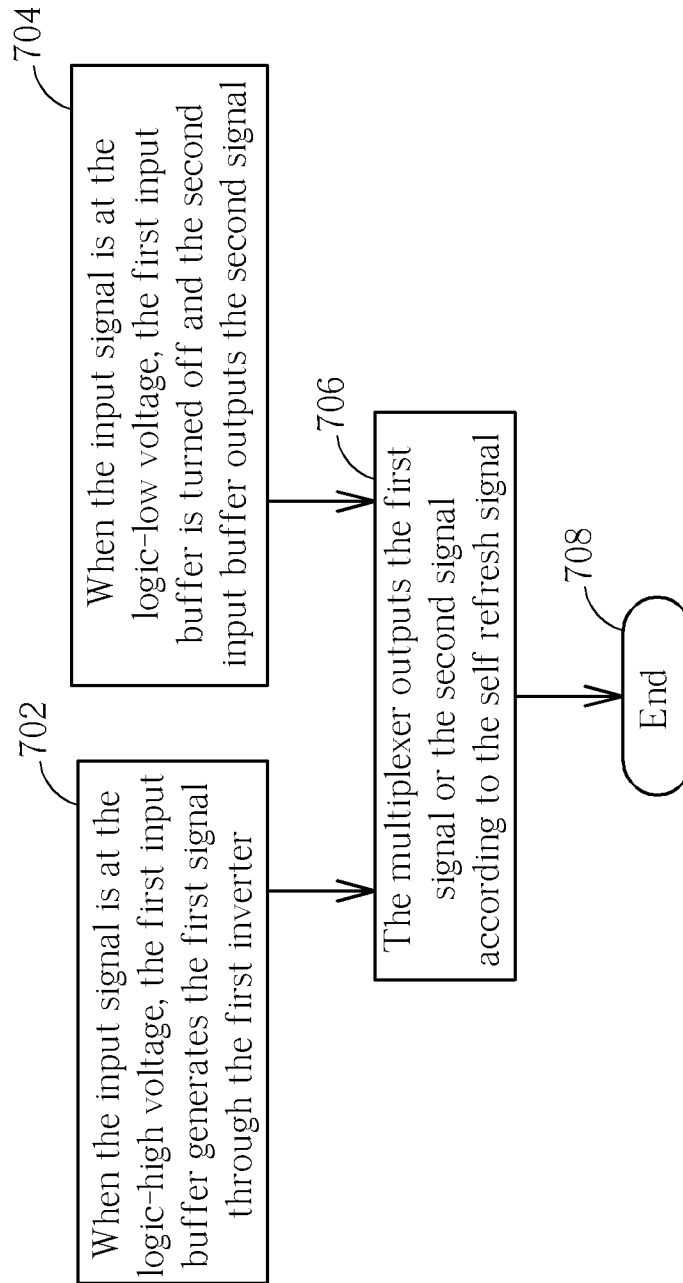 702
When the input signal is at the
logic-high voltage, the first input
buffer generates the first signal
through the first inverter
704
When the input signal is at the
logic-low voltage, the first input
buffer is turned off and the second
input buffer outputs the second signal
706
The multiplexer outputs the first
signal or the second signal
according to the self refresh signal
708
End